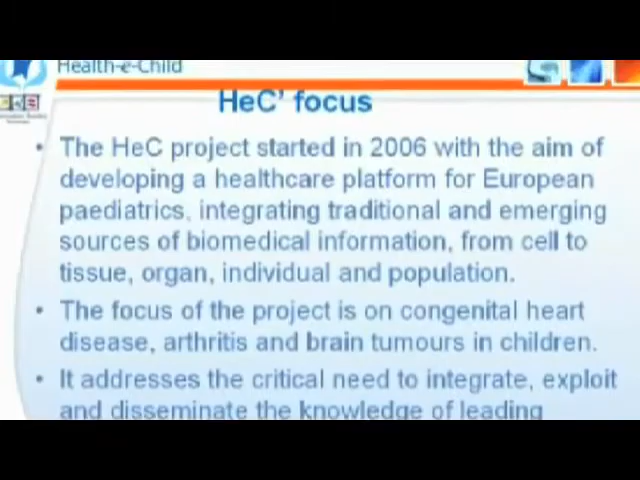 Health-e-Child
HeC' focus
• The HeC project started in 2006 with the aim of
developing a healthcare platform for European
paediatrics, integrating traditional and emerging
sources of biomedical information, from cell to
tissue, organ, individual and population.
• The focus of the project is on congenital heart
disease, arthritis and brain tumours in children.
• It addresses the critical need to integrate, exploit
and disseminate the knowledge of leading